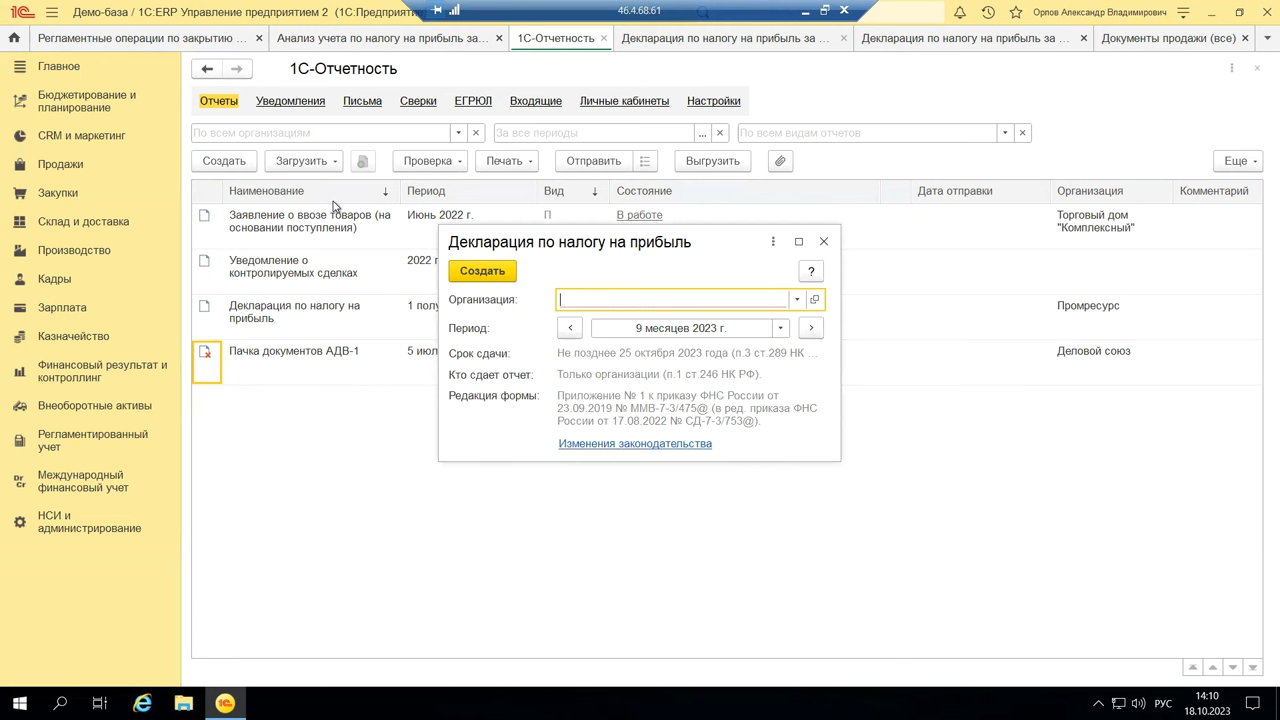 Демо-база / 1С:ERP Управление предприятием 2 (1С:Предприятие
46.4.68.61
Орлов Александр Владимирович
Регламентные операции по закрытию ...
Анализ учета по налогу на прибыль за...
1С-Отчетность
Декларация по налогу на прибыль за ...
Декларация по налогу на прибыль за ...
Документы продажи (все)
Главное
Бюджетирование и
планирование
CRM и маркетинг
Продажи
Закупки
Склад и доставка
Производство
Кадры
Зарплата
Казначейство
Финансовый результат и
контроллинг
Внеоборотные активы
Регламентированный
учет
Международный
финансовый учет
НСИ и
администрирование
1С-Отчетность
Отчеты Уведомления Письма Сверки ЕГРЮЛ Входящие Личные кабинеты Настройки
По всем организациям
За все периоды
По всем видам отчетов
Создать Загрузить Проверка Печать Отправить Выгрузить Еще
Наименование Период Вид Состояние Дата отправки Организация Комментарий
Заявление о ввозе товаров (на
основании поступления)
Июнь 2022 г.
П
В работе
Торговый дом
"Комплексный"
Уведомление о
контролируемых сделках
2022 г
Декларация по налогу на
прибыль
1 полу
Промресурс
Пачка документов АДВ-1
5 июл
Деловой союз
Декларация по налогу на прибыль
Создать
?
Организация:
Период: 9 месяцев 2023 г.
Срок сдачи: Не позднее 25 октября 2023 года (п.3 ст.289 НК ...
Кто сдает отчет: Только организации (п.1 ст.246 НК РФ).
Редакция формы: Приложение № 1 к приказу ФНС России от
23.09.2019 № ММВ-7-3/475@ (в ред. приказа ФНС
России от 17.08.2022 № СД-7-3/753@).
Изменения законодательства
РУС
14:10
18.10.2023